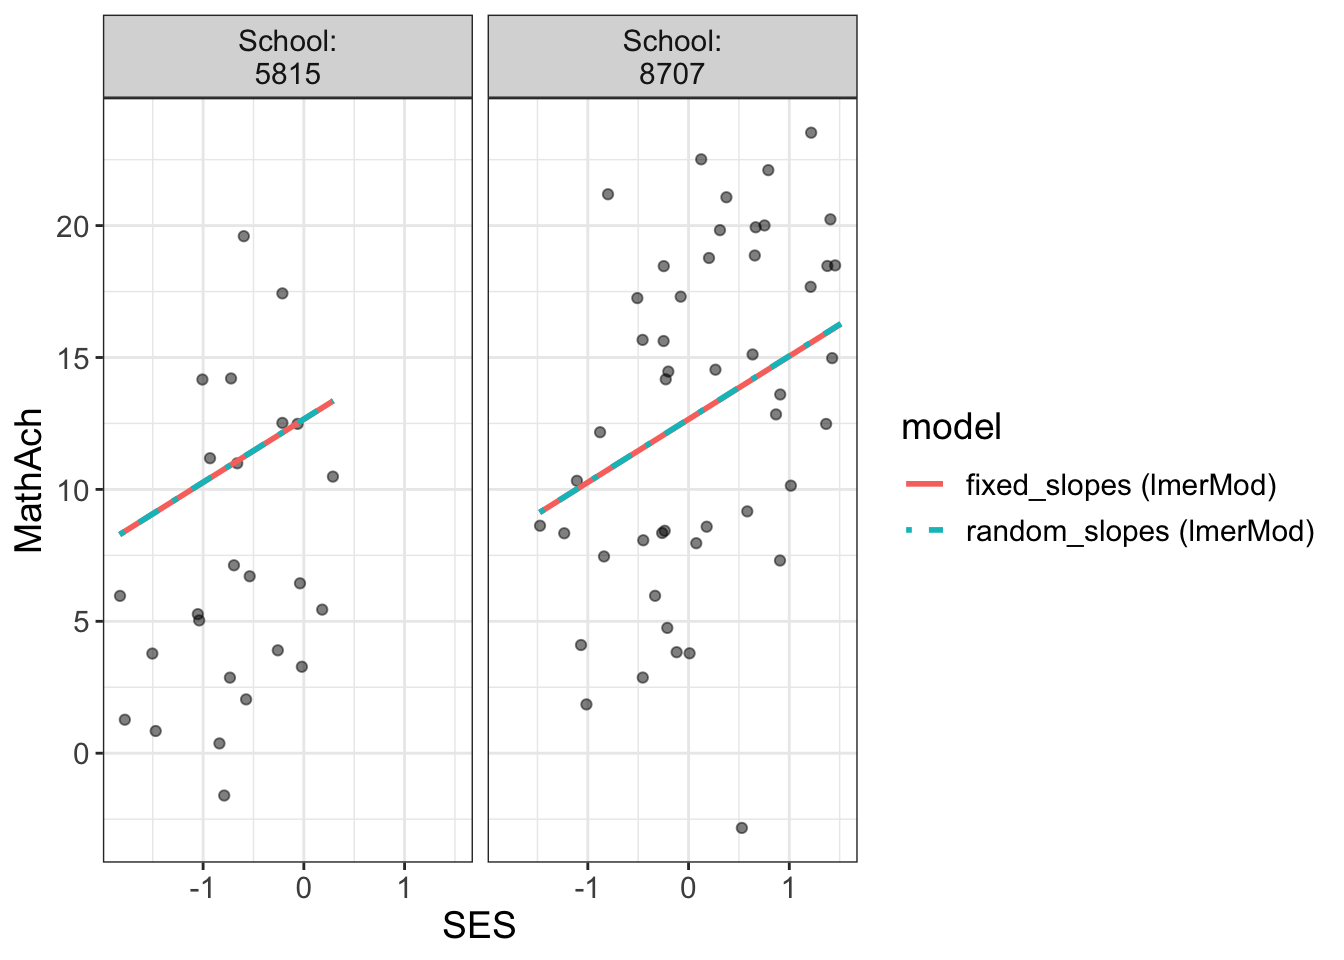 School:
5815
School:
8707
20
15
10
5
0
MathAch
-1
0
1
-1
0
1
SES
model
fixed_slopes (lmerMod)
random_slopes (lmerMod)